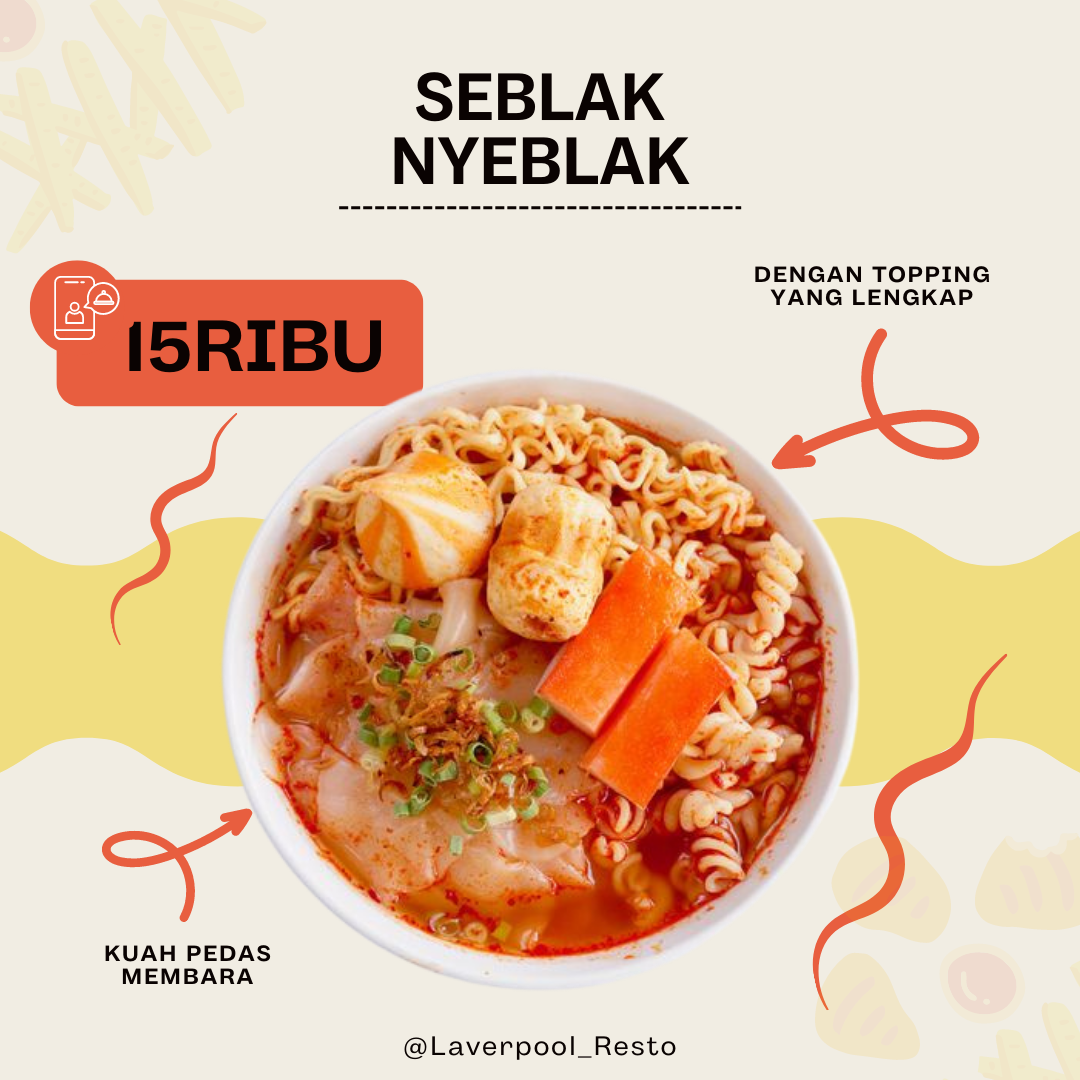 SEBLAK
NYEBLAK
15RIBU
DENGAN TOPPING
YANG LENGKAP
KUAH PEDAS
MEMBARA
@Laverpool_Resto